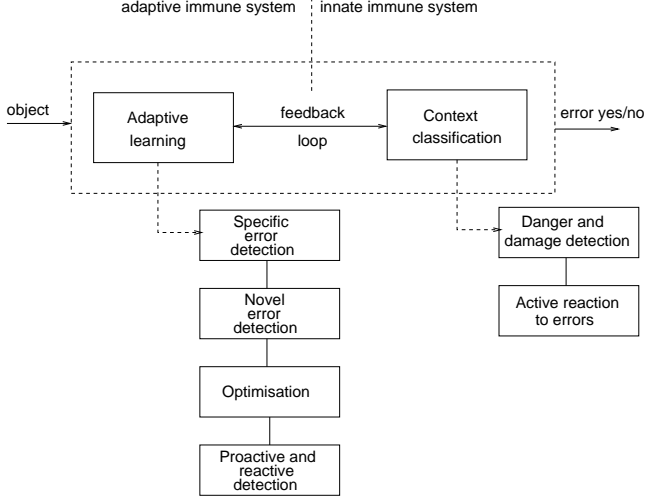 adaptive immune system
innate immune system
object
Adaptive
learning
feedback
loop
Context
classification
error yes/no
Specific
error
detection
Novel
error
detection
Optimisation
Proactive and
reactive
detection
Danger and
damage detection
Active reaction
to errors